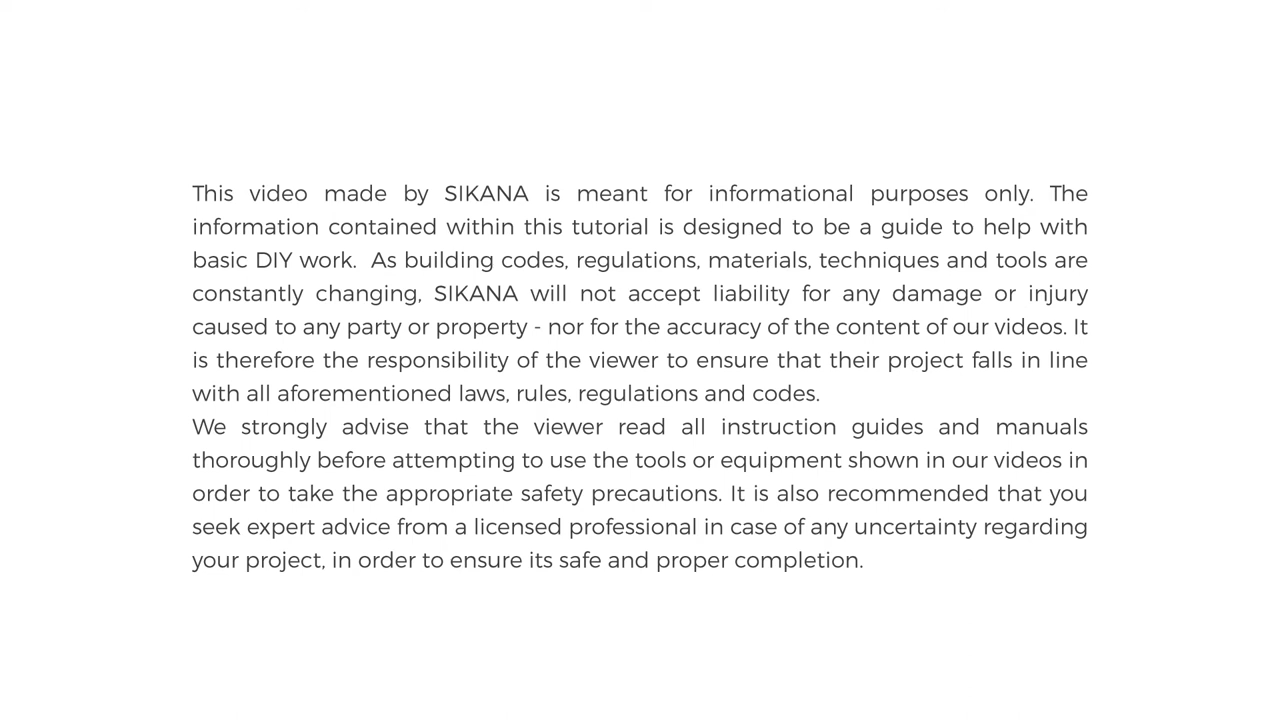 This video made by SIKANA is meant for informational purposes only. The
information contained within this tutorial is designed to be a guide to help with
basic DIY work.  As building codes, regulations, materials, techniques and tools are
constantly changing, SIKANA will not accept liability for any damage or injury
caused to any party or property - nor for the accuracy of the content of our videos. It
is therefore the responsibility of the viewer to ensure that their project falls in line
with all aforementioned laws, rules, regulations and codes.
We strongly advise that the viewer read all instruction guides and manuals
thoroughly before attempting to use the tools or equipment shown in our videos in
order to take the appropriate safety precautions. It is also recommended that you
seek expert advice from a licensed professional in case of any uncertainty regarding
your project, in order to ensure its safe and proper completion.